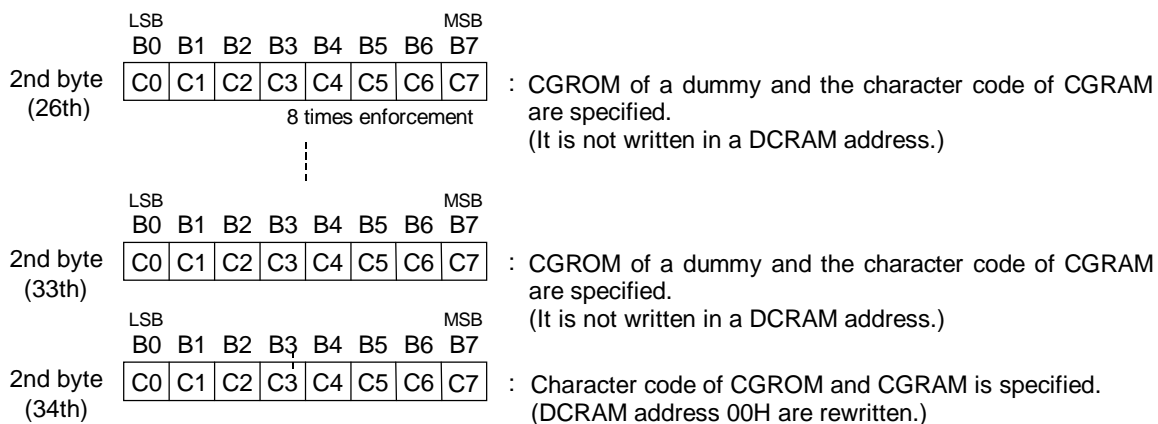 LSB MSB
B0 B1 B2 B3 B4 B5 B6 B7
2nd byte (26th) C0 C1 C2 C3 C4 C5 C6 C7 : CGROM of a dummy and the character code of CGRAM
are specified.
8 times enforcement
(It is not written in a DCRAM address.)
LSB MSB
B0 B1 B2 B3 B4 B5 B6 B7
2nd byte (33th) C0 C1 C2 C3 C4 C5 C6 C7 : CGROM of a dummy and the character code of CGRAM
are specified.
(It is not written in a DCRAM address.)
LSB MSB
B0 B1 B2 B3 B4 B5 B6 B7
2nd byte (34th) C0 C1 C2 C3 C4 C5 C6 C7 : Character code of CGROM and CGRAM is specified.
(DCRAM address 00H are rewritten.)